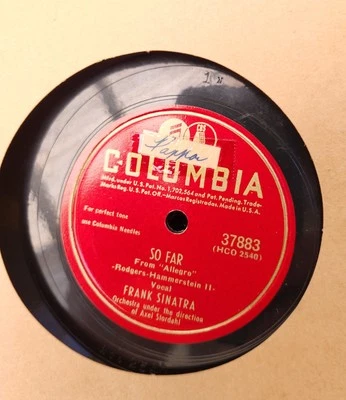 1
Pappa
COLUMBIA
U.S. Pat. No. 1,702,564 and Pat. Pending. Trade-
Marks Reg. U.S. Pat. Off.-Marcas Registradas. Made in U.S.A.
For perfect tone
use Columbia Needles
37883
(HCO 2540)
SO FAR
From "Allegro"
-Rodgers-Hammerstein II-
Vocal
FRANK SINATRA
Orchestra under the direction
of Axel Stordahl